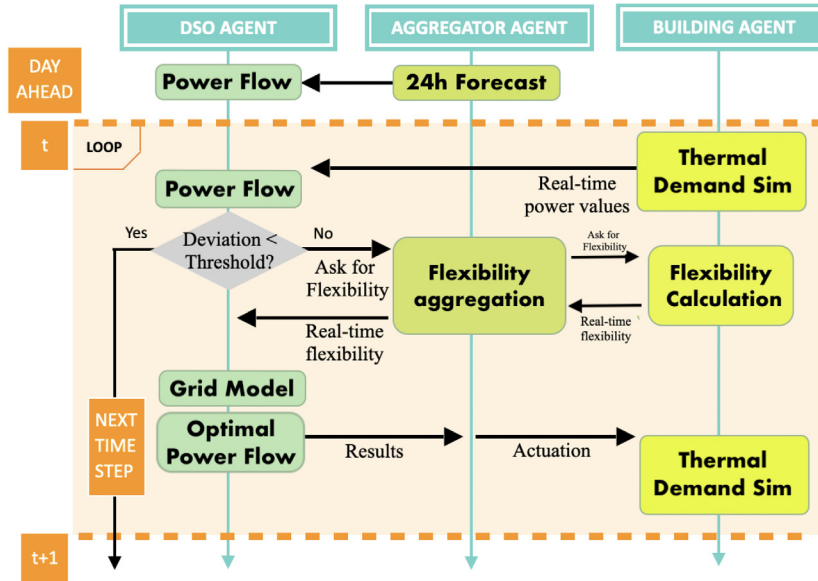 DSO AGENT
AGGREGATOR AGENT
BUILDING AGENT
DAY
AHEAD
Power Flow
24h Forecast
t
LOOP
Thermal
Demand Sim
Real-time
power values
Power Flow
Yes
Deviation <
Threshold?
No
Ask for
Flexibility
Flexibility
aggregation
Ask for
Flexibility
Flexibility
Calculation
Real-time
flexibility
Real-time
flexibility
Grid Model
NEXT
TIME
STEP
Optimal
Power Flow
Results
Actuation
Thermal
Demand Sim
t+1